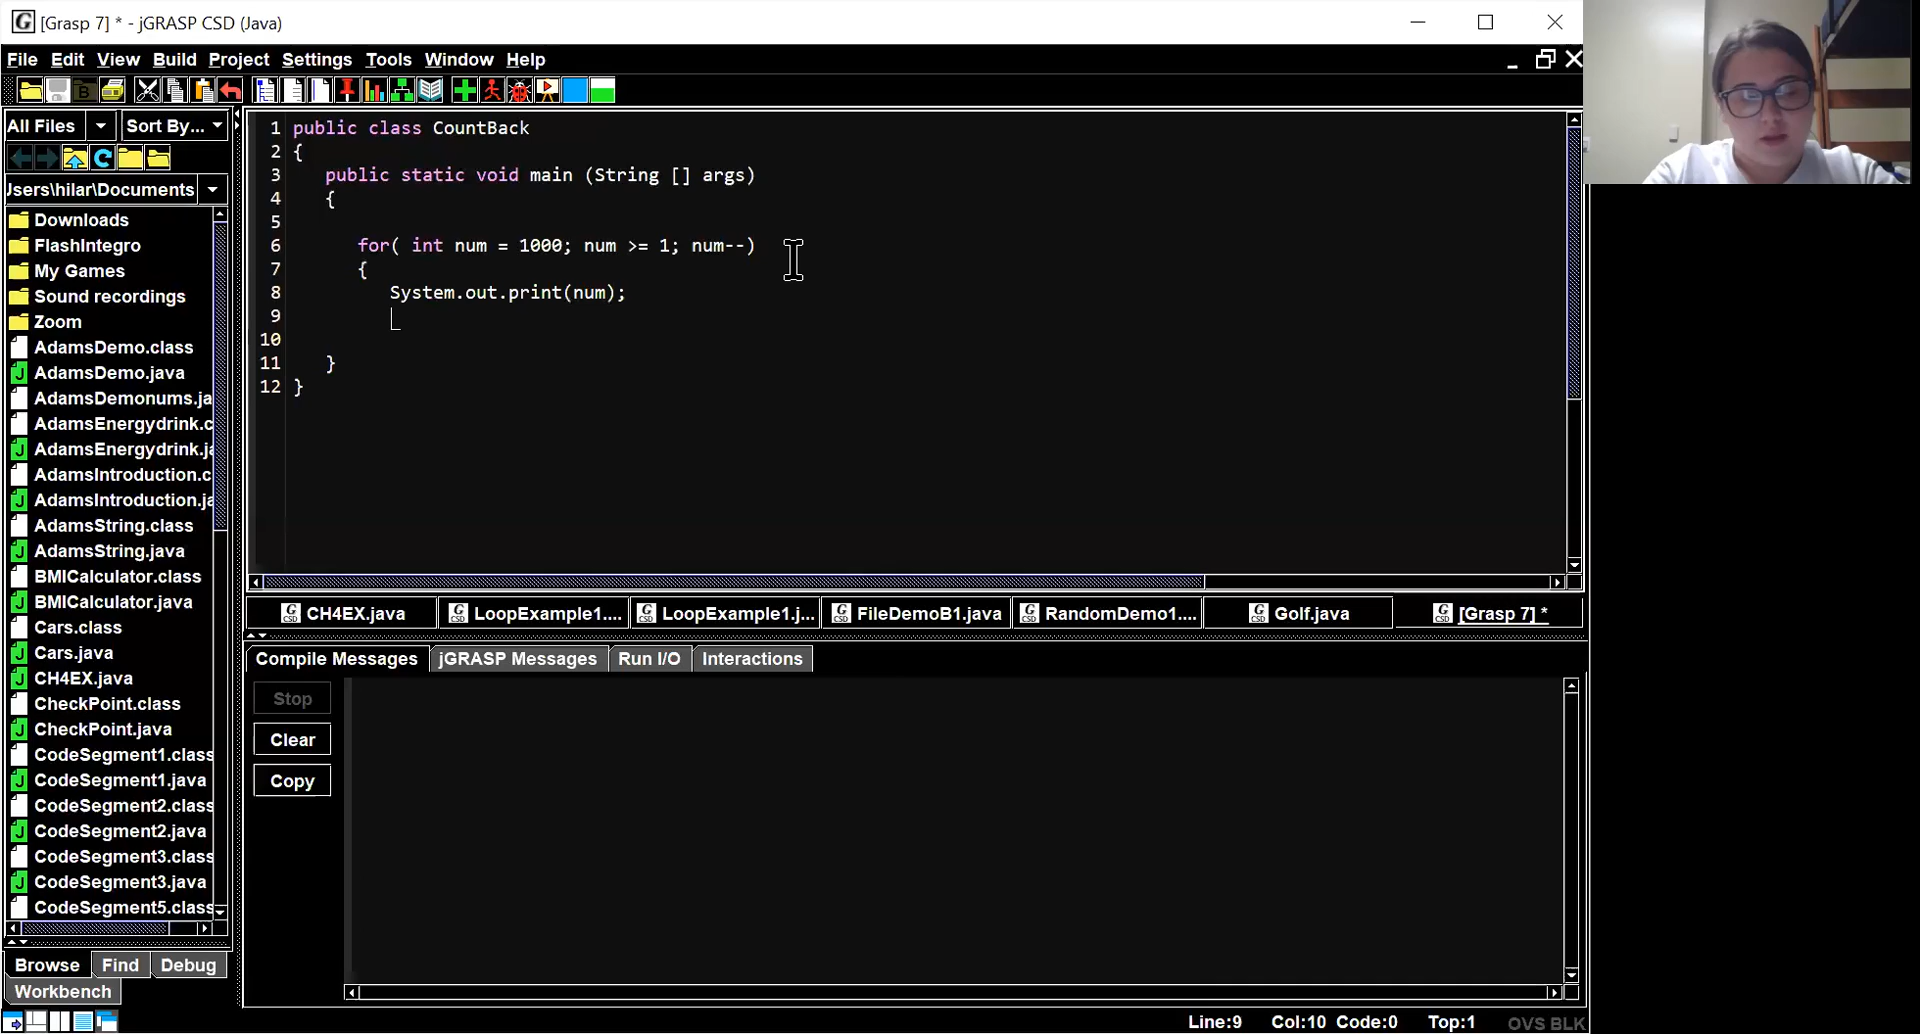 [Grasp 7] * - jGRASP CSD (Java)
File Edit View Build Project Settings Tools Window Help
All Files Sort By...
Jsers\hilar\Documents
Downloads
FlashIntegro
My Games
Sound recordings
Zoom
AdamsDemo.class
AdamsDemo.java
AdamsDemonums.ja
AdamsEnergydrink.c
AdamsEnergydrink.ja
AdamsIntroduction.c
AdamsIntroduction.ja
AdamsString.class
AdamsString.java
BMICalculator.class
BMICalculator.java
Cars.class
Cars.java
CH4EX.java
CheckPoint.class
CheckPoint.java
CodeSegment1.class
CodeSegment1.java
CodeSegment2.class
CodeSegment2.java
CodeSegment3.class
CodeSegment3.java
CodeSegment5.class
Browse Find Debug
Workbench
1 public class CountBack
2 {
3 public static void main (String [] args)
4 {
5
6 for( int num = 1000; num >= 1; num--)
7 {
8 System.out.print(num);
9
10
11 }
12 }
CH4EX.java LoopExample1.... LoopExample1.j... FileDemoB1.java RandomDemo1.... Golf.java [Grasp 7] *
Compile Messages jGRASP Messages Run I/O Interactions
Stop
Clear
Copy
Line:9 Col:10 Code:0 Top:1 OVS BLK